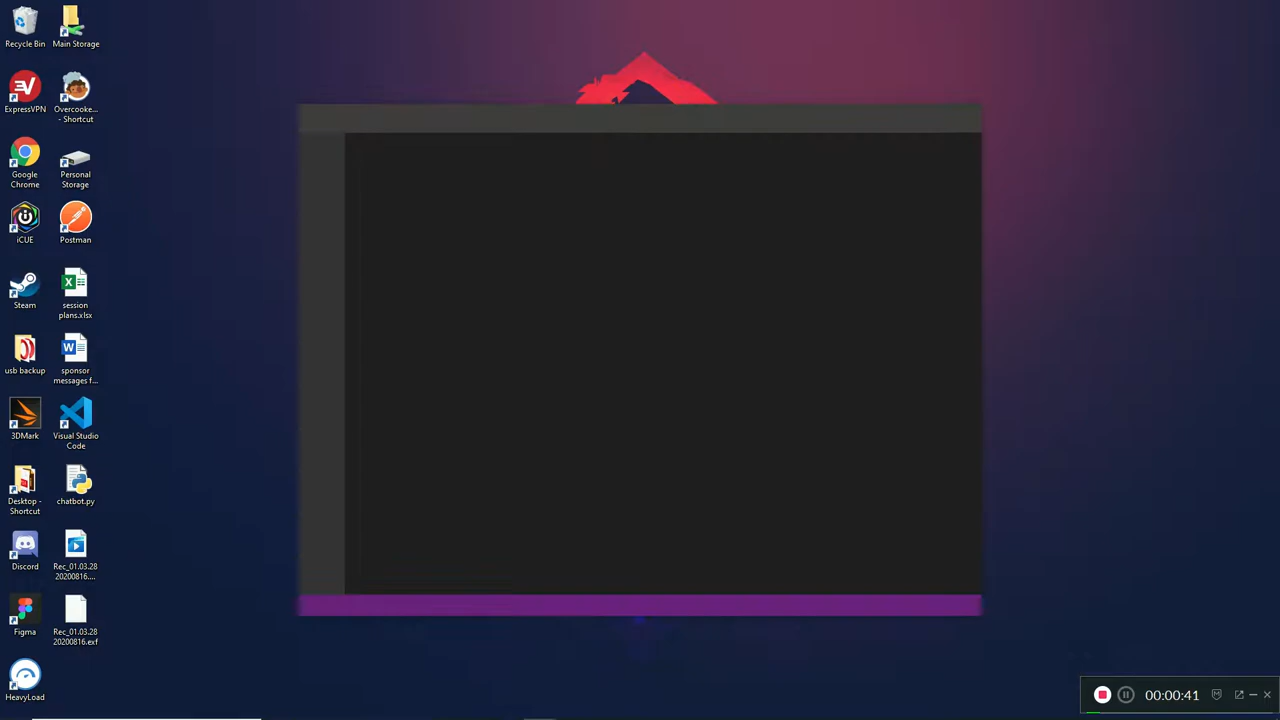 Recycle Bin
Main Storage
ExpressVPN
Overcooke...
- Shortcut
Google
Chrome
Personal
Storage
iCUE
Postman
Steam
session
plans.xlsx
usb backup
sponsor
messages f...
3DMark
Visual Studio
Code
Desktop -
Shortcut
chatbot.py
Discord
Rec_01.03.28
20200816....
Figma
Rec_01.03.28
20200816.exf
HeavyLoad
00:00:41